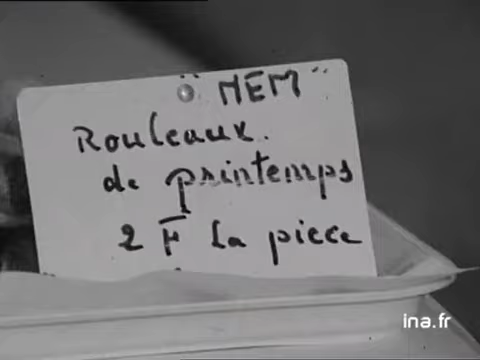 "NEM"
Rouleaux.
de printemps
2 F la piece
ina.fr